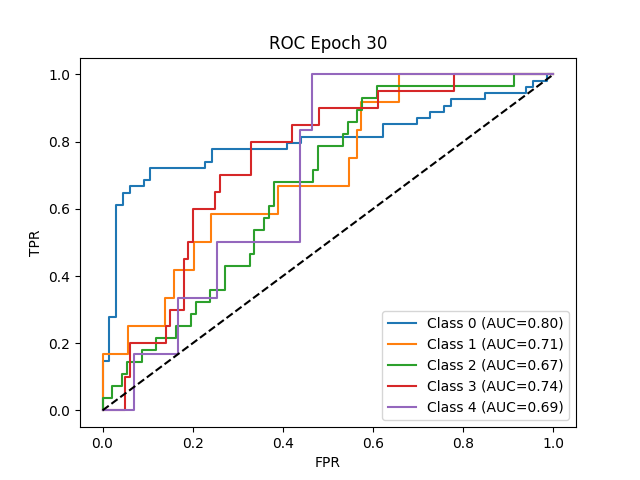 ROC Epoch 30
TPR
1.0
0.8
0.6
0.4
0.2
0.0
0.0 0.2 0.4 0.6 0.8 1.0
FPR
Class 0 (AUC=0.80)
Class 1 (AUC=0.71)
Class 2 (AUC=0.67)
Class 3 (AUC=0.74)
Class 4 (AUC=0.69)